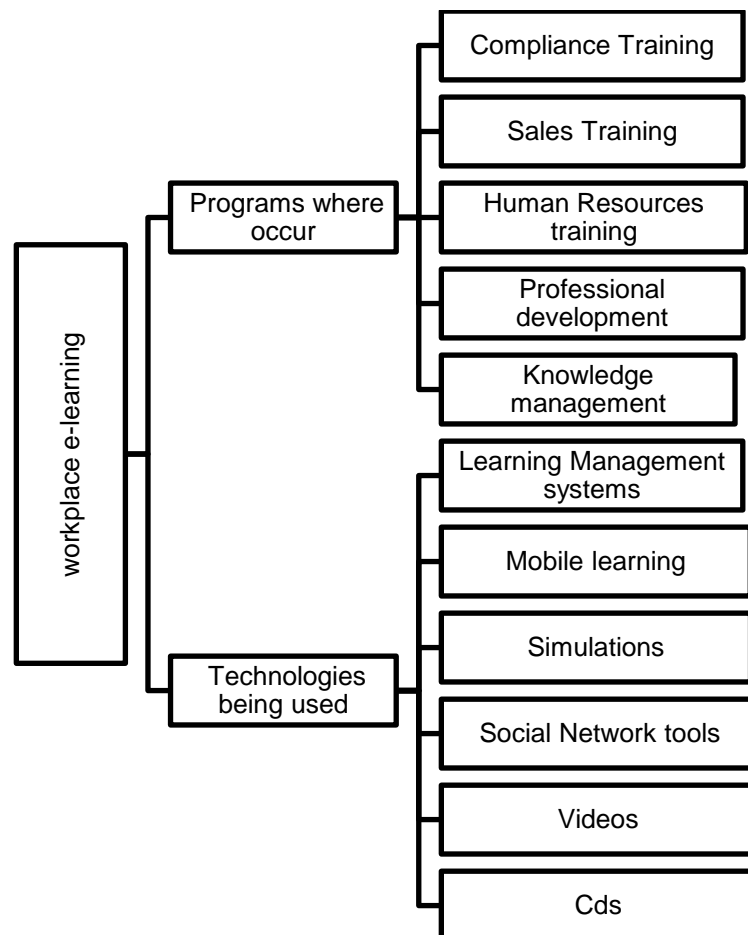 workplace e-learning
Programs where
occur
Compliance Training
Sales Training
Human Resources
training
Professional
development
Knowledge
management
Technologies
being used
Learning Management
systems
Mobile learning
Simulations
Social Network tools
Videos
Cds